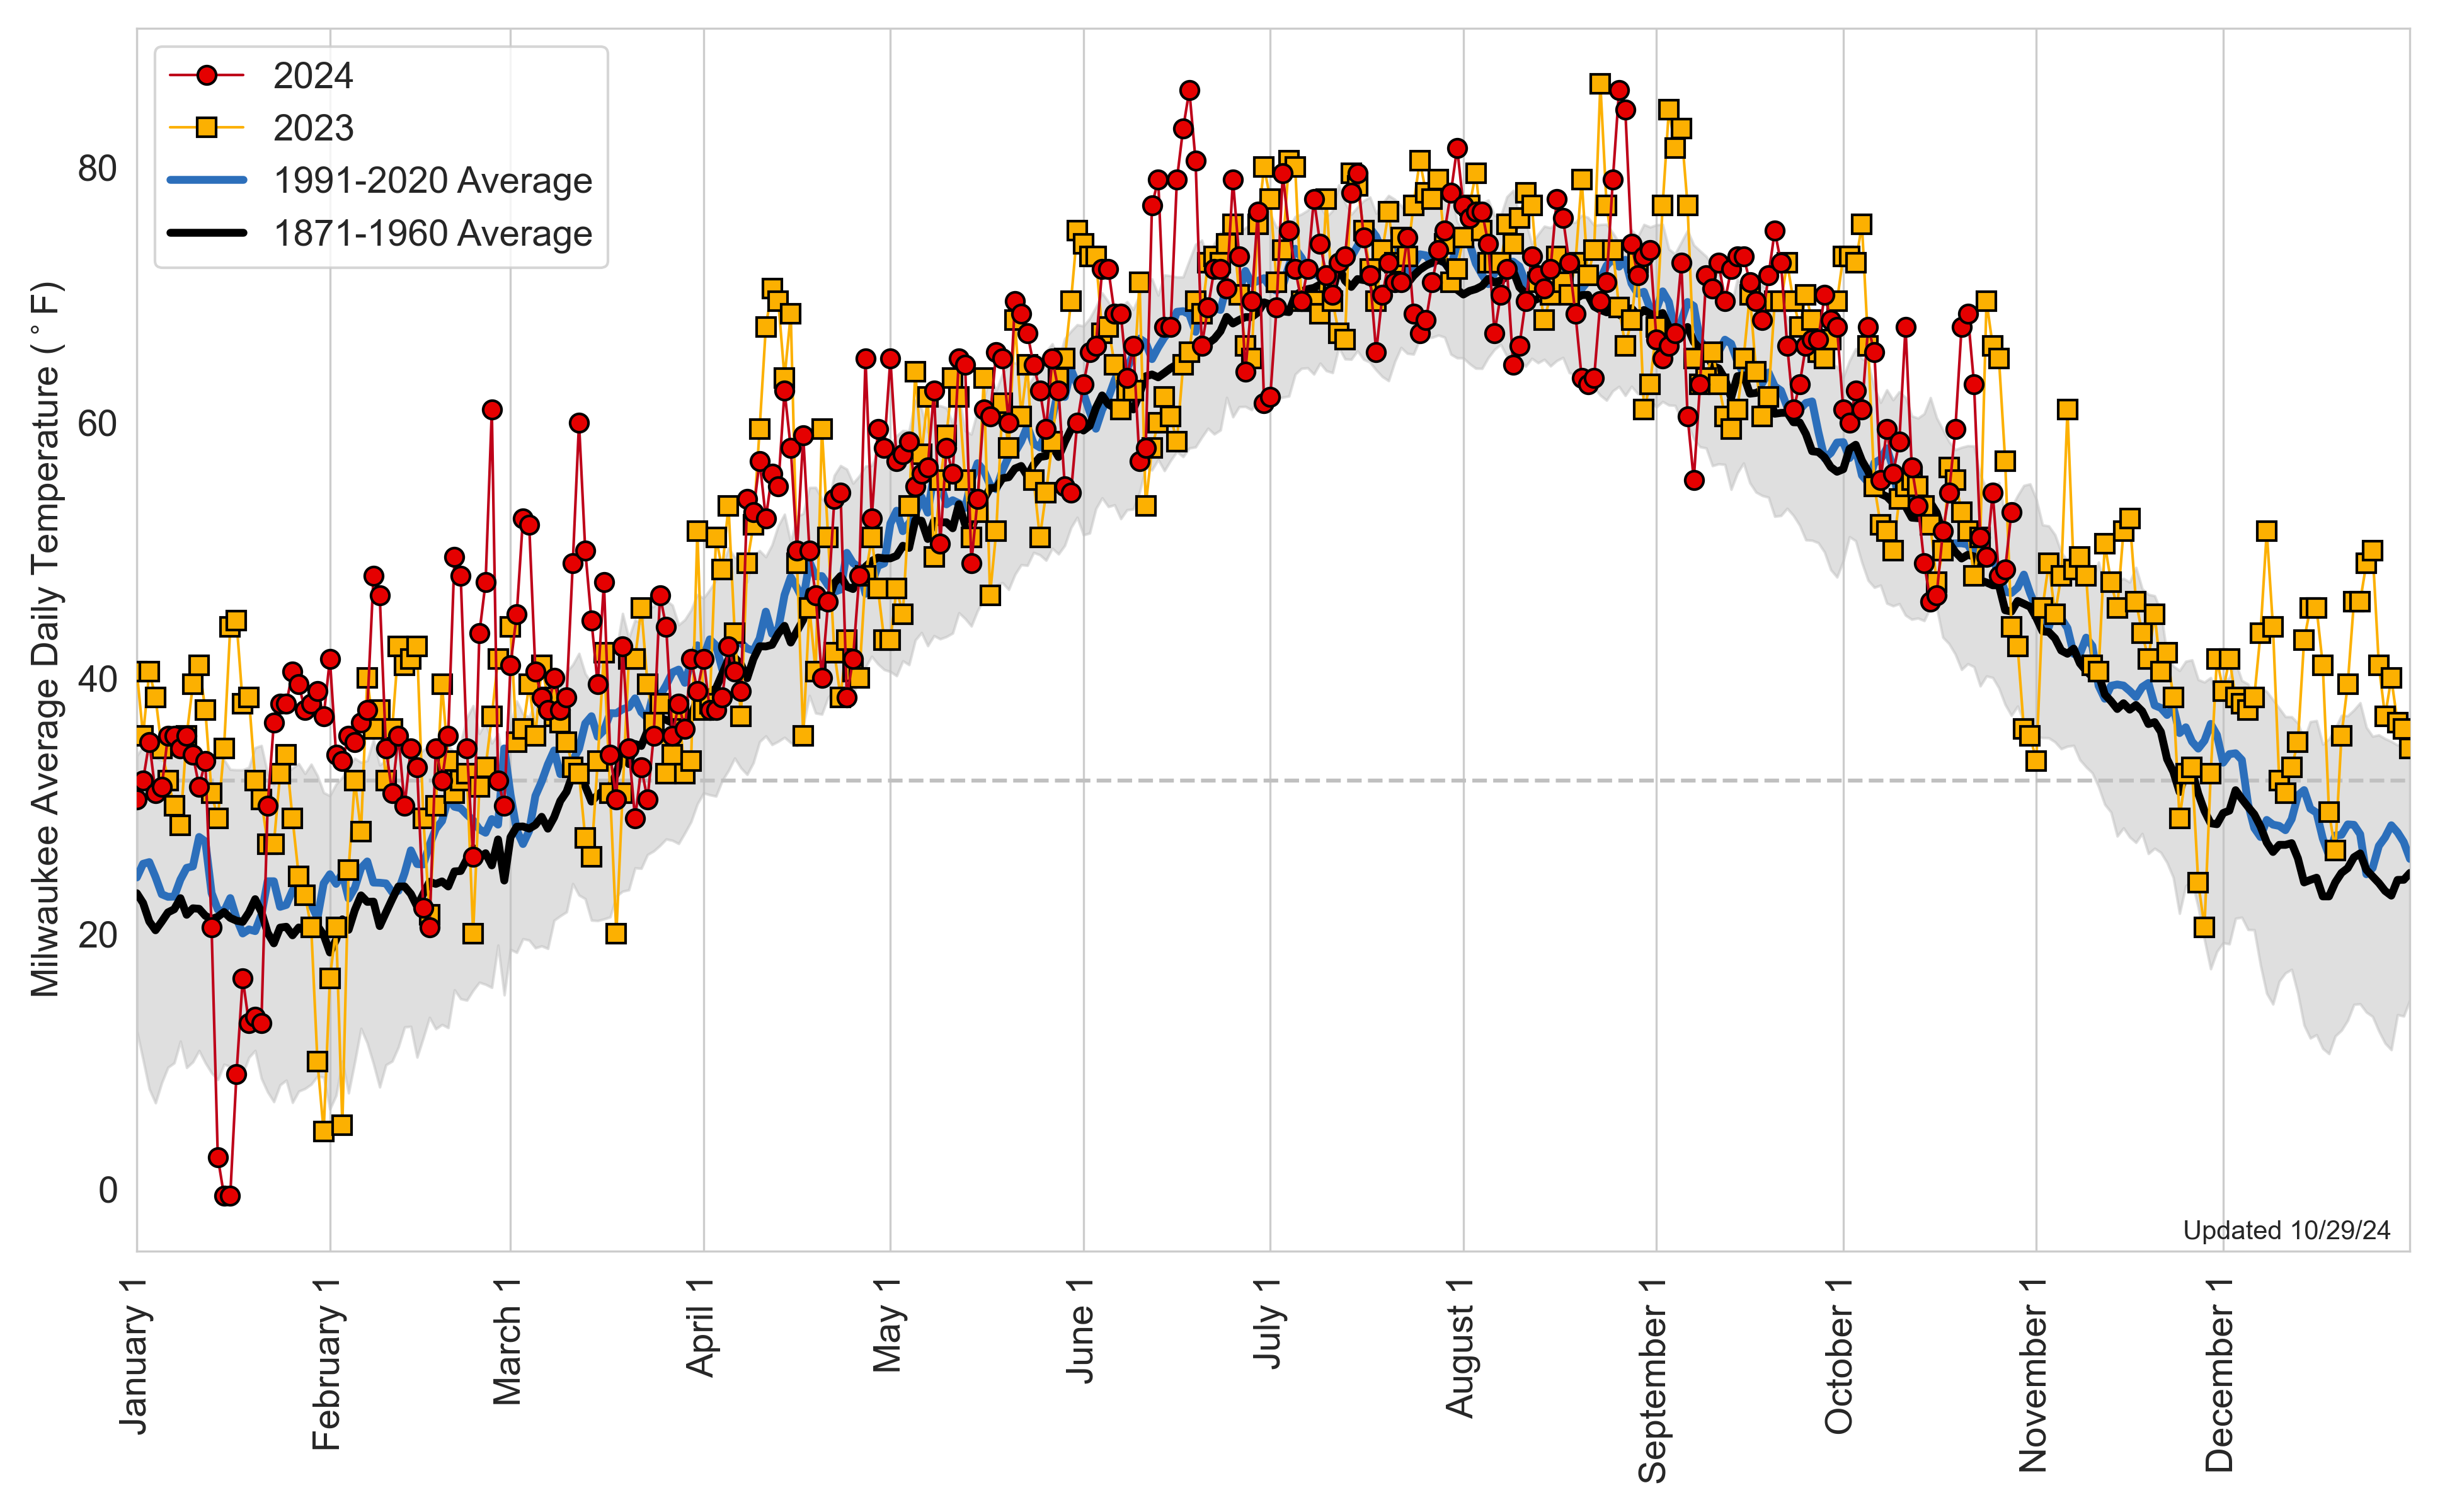 2024
2023
1991-2020 Average
1871-1960 Average
Milwaukee Average Daily Temperature (°F)
80
60
40
20
0
Updated 10/29/24
January 1
February 1
March 1
April 1
May 1
June 1
July 1
August 1
September 1
October 1
November 1
December 1